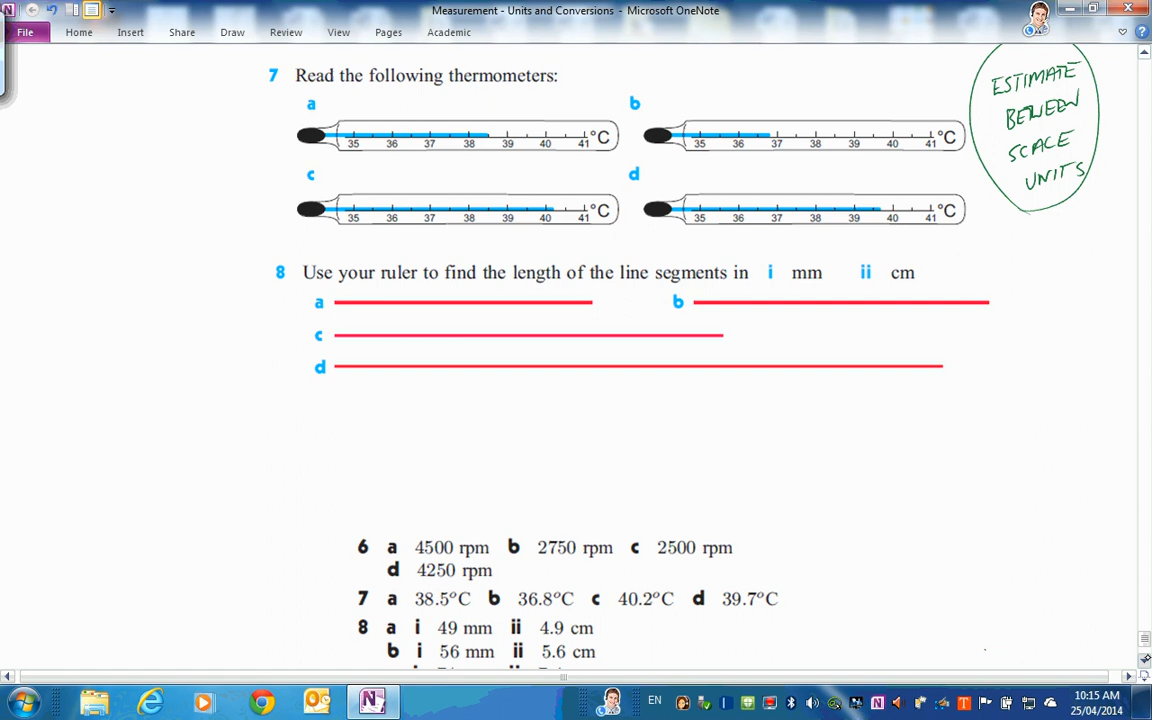 Measurement - Units and Conversions - Microsoft OneNote
File Home Insert Share Draw Review View Pages Academic
7 Read the following thermometers:
a b
35 36 37 38 39 40 41 °C 35 36 37 38 39 40 41 °C
c d
35 36 37 38 39 40 41 °C 35 36 37 38 39 40 41 °C
ESTIMATE
BETWEEN
SCALE
UNITS
8 Use your ruler to find the length of the line segments in i mm ii cm
a b
c
d
6 a 4500 rpm b 2750 rpm c 2500 rpm
d 4250 rpm
7 a 38.5°C b 36.8°C c 40.2°C d 39.7°C
8 a i 49 mm ii 4.9 cm
b i 56 mm ii 5.6 cm
EN 10:15 AM
25/04/2014